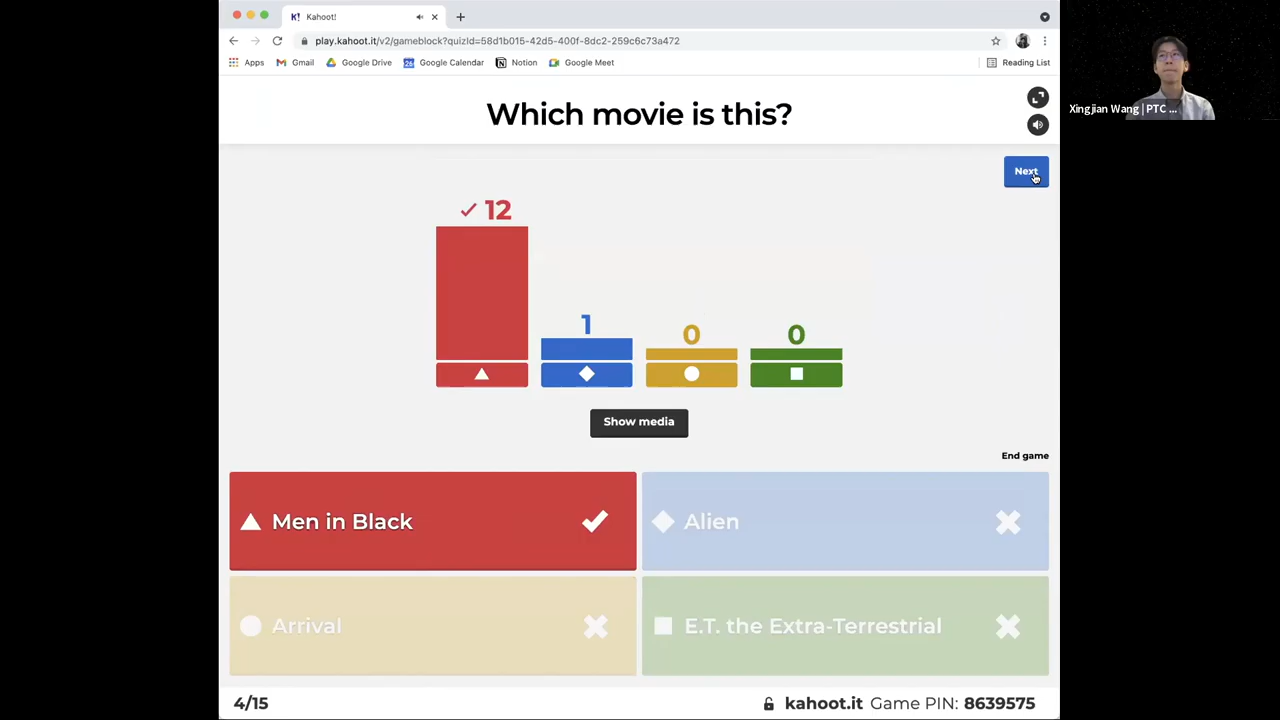 Kahoot!
play.kahoot.it/v2/gameblock?quizId=58d1b015-42d5-400f-8dc2-259c6c73a472
Apps Gmail Google Drive Google Calendar Notion Google Meet Reading List
Which movie is this?
Xingjian Wang | PTC ...
Next
12
1
0
0
Show media
End game
Men in Black
Alien
Arrival
E.T. the Extra-Terrestrial
4/15
kahoot.it Game PIN: 8639575